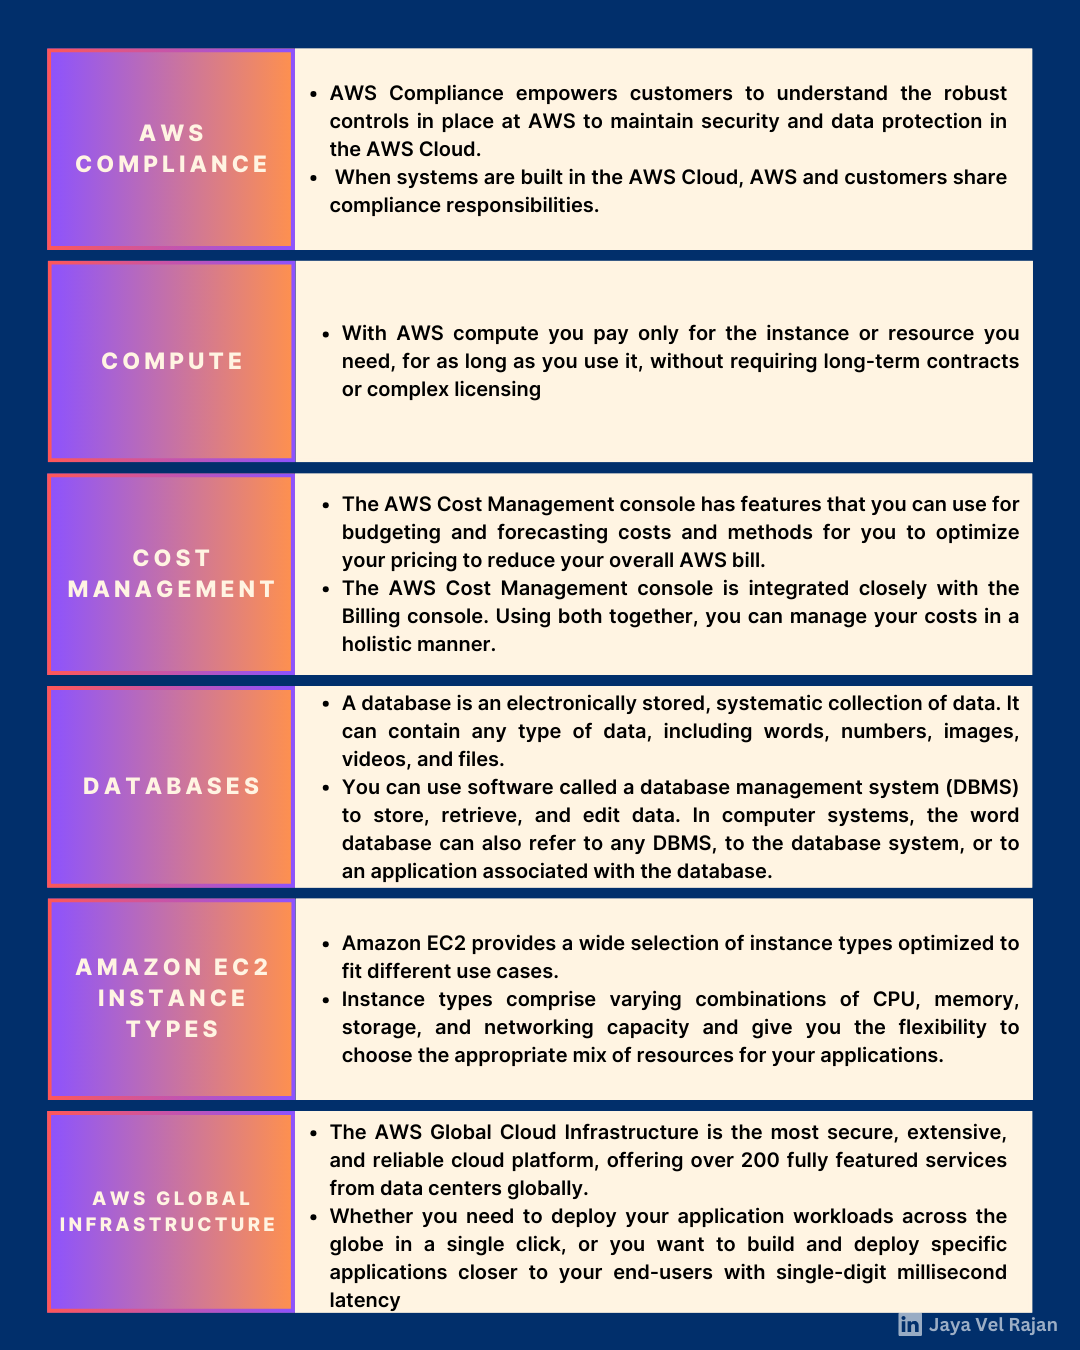 AWS
COMPLIANCE
• AWS Compliance empowers customers to understand the robust
controls in place at AWS to maintain security and data protection in
the AWS Cloud.
• When systems are built in the AWS Cloud, AWS and customers share
compliance responsibilities.
COMPUTE
• With AWS compute you pay only for the instance or resource you
need, for as long as you use it, without requiring long-term contracts
or complex licensing
COST
MANAGEMENT
• The AWS Cost Management console has features that you can use for
budgeting and forecasting costs and methods for you to optimize
your pricing to reduce your overall AWS bill.
• The AWS Cost Management console is integrated closely with the
Billing console. Using both together, you can manage your costs in a
holistic manner.
DATABASES
• A database is an electronically stored, systematic collection of data. It
can contain any type of data, including words, numbers, images,
videos, and files.
• You can use software called a database management system (DBMS)
to store, retrieve, and edit data. In computer systems, the word
database can also refer to any DBMS, to the database system, or to
an application associated with the database.
AMAZON EC2
INSTANCE
TYPES
• Amazon EC2 provides a wide selection of instance types optimized to
fit different use cases.
• Instance types comprise varying combinations of CPU, memory,
storage, and networking capacity and give you the flexibility to
choose the appropriate mix of resources for your applications.
AWS GLOBAL
INFRASTRUCTURE
• The AWS Global Cloud Infrastructure is the most secure, extensive,
and reliable cloud platform, offering over 200 fully featured services
from data centers globally.
• Whether you need to deploy your application workloads across the
globe in a single click, or you want to build and deploy specific
applications closer to your end-users with single-digit millisecond
latency
in Jaya Vel Rajan